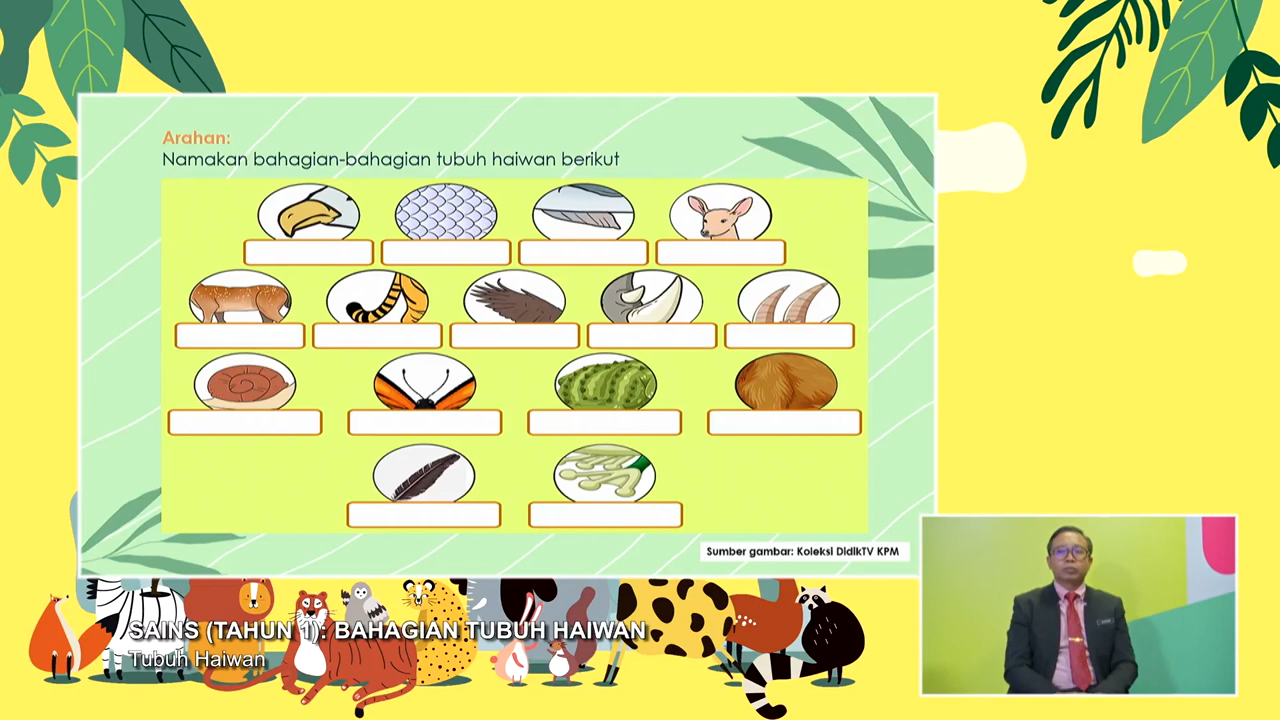 Arahan:
Namakan bahagian-bahagian tubuh haiwan berikut
Sumber gambar: Koleksi DidikTV KPM
SAINS (TAHUN 1): BAHAGIAN TUBUH HAIWAN
Tubuh Haiwan